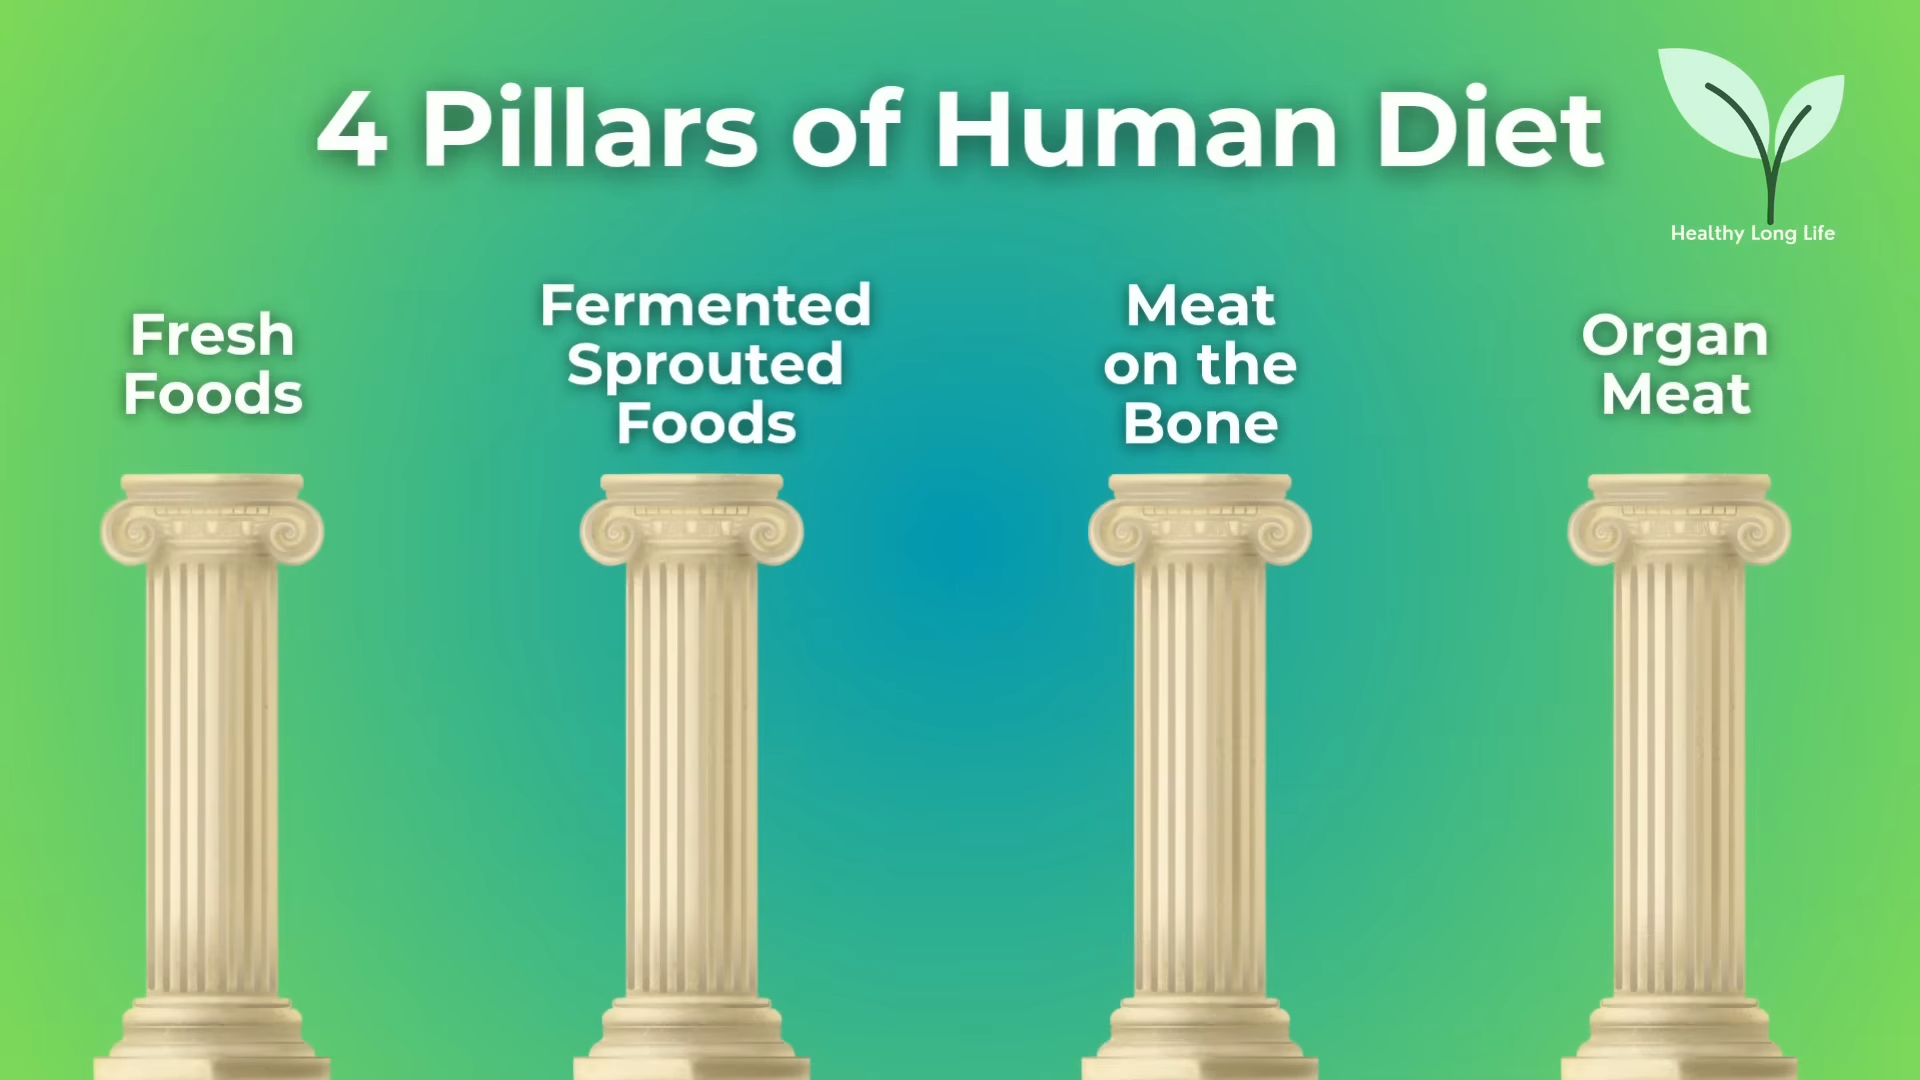 4 Pillars of Human Diet
Healthy Long Life
Fresh
Foods
Fermented
Sprouted
Foods
Meat
on the
Bone
Organ
Meat